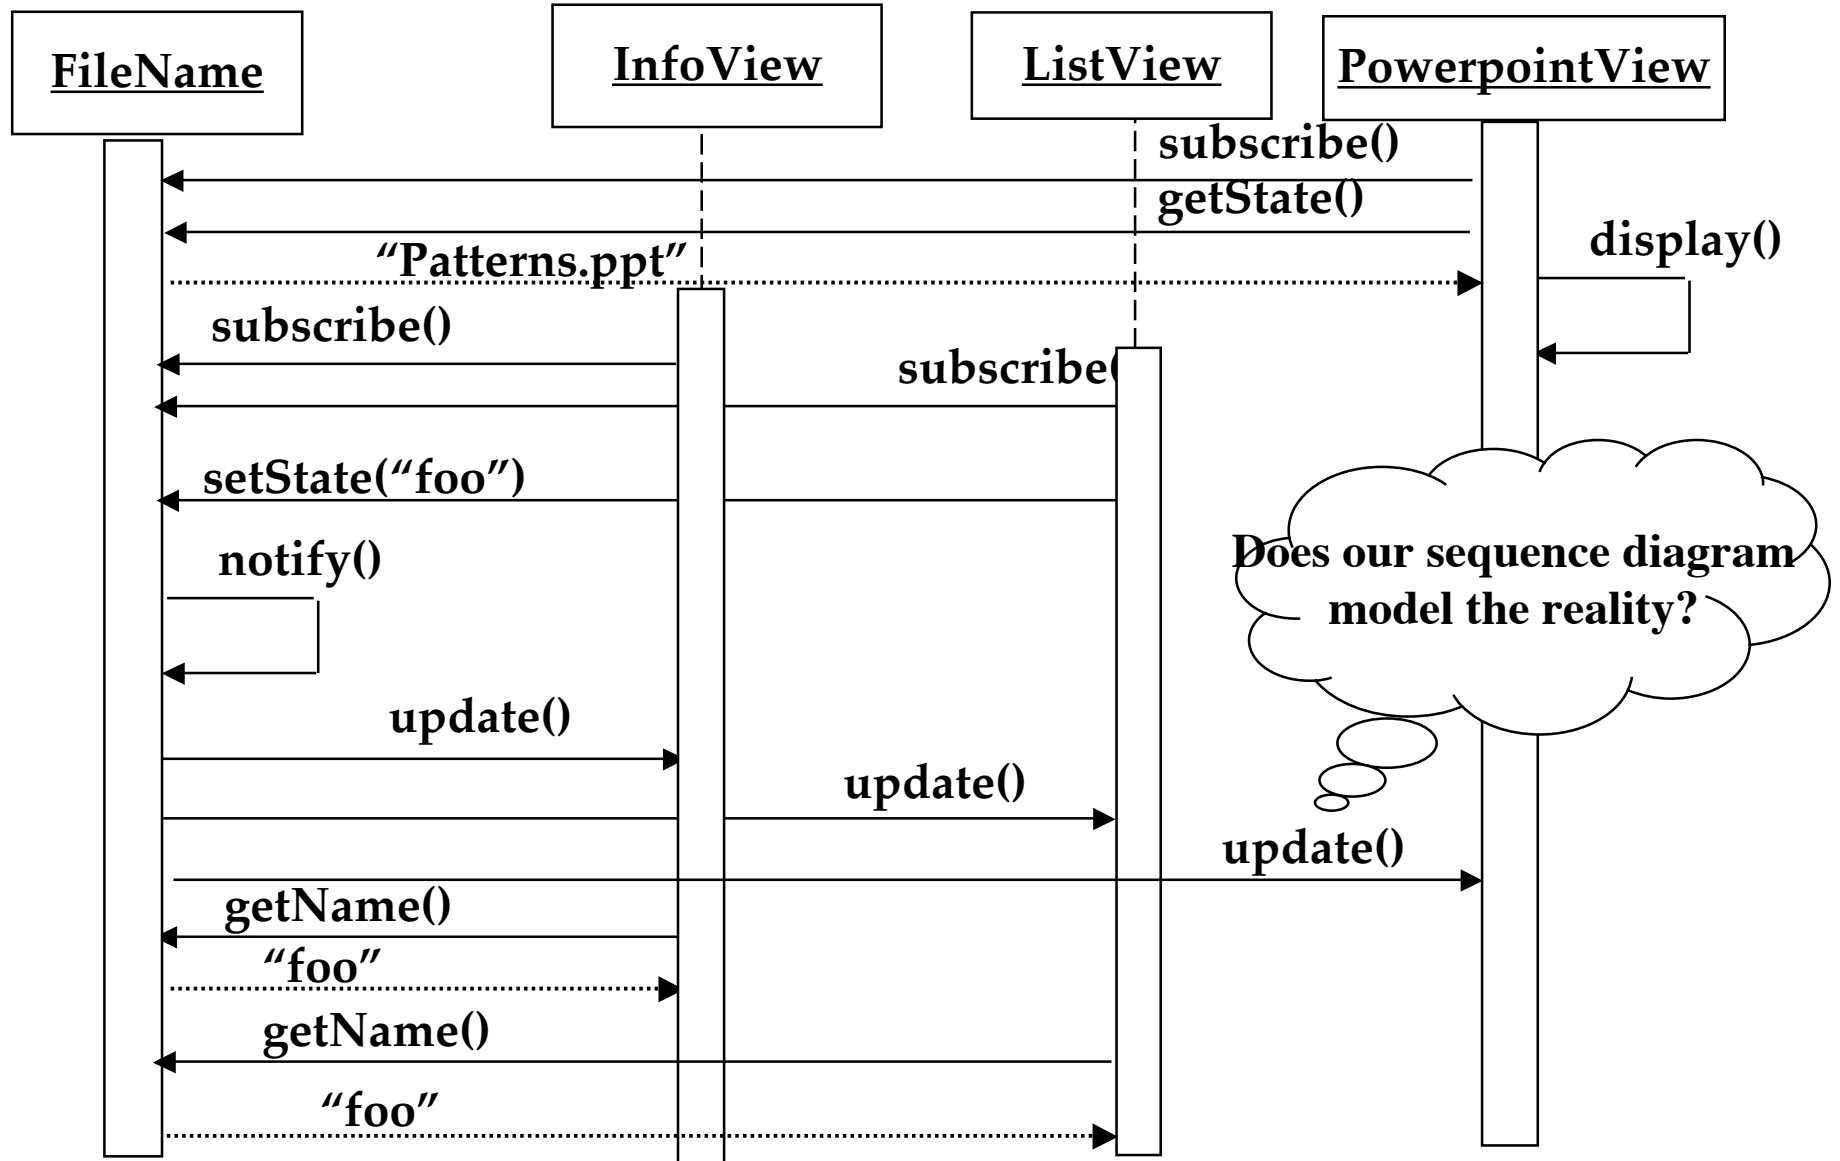 FileName
InfoView
ListView
PowerpointView
subscribe()
getState()
display()
“Patterns.ppt”
subscribe()
subscribe(
setState(“foo”)
notify()
Does our sequence diagram
model the reality?
update()
update()
update()
getName()
“foo”
getName()
“foo”